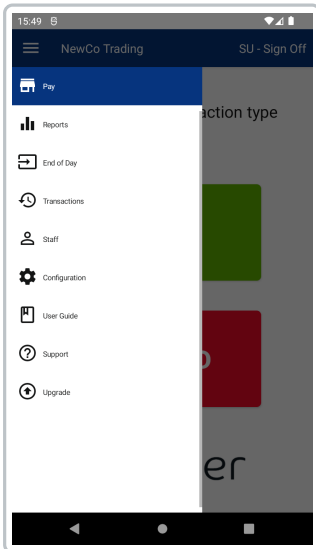 15:49
NewCo Trading
SU - Sign Off
Pay
action type
Reports
End of Day
Transactions
Staff
Configuration
User Guide
Support
Upgrade
er